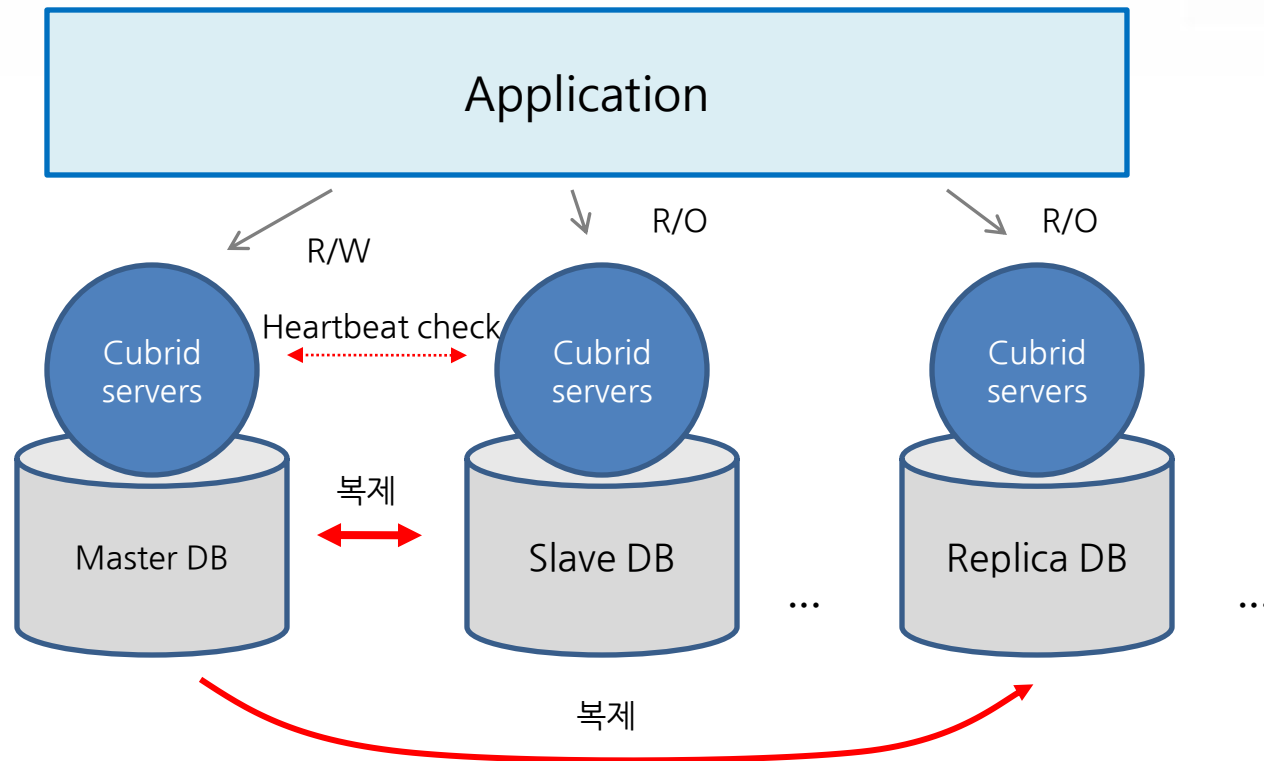 Application
R/W
R/O
R/O
Heartbeat check
Cubrid
servers
Cubrid
servers
Cubrid
servers
복제
Master DB
Slave DB
...
Replica DB
...
복제